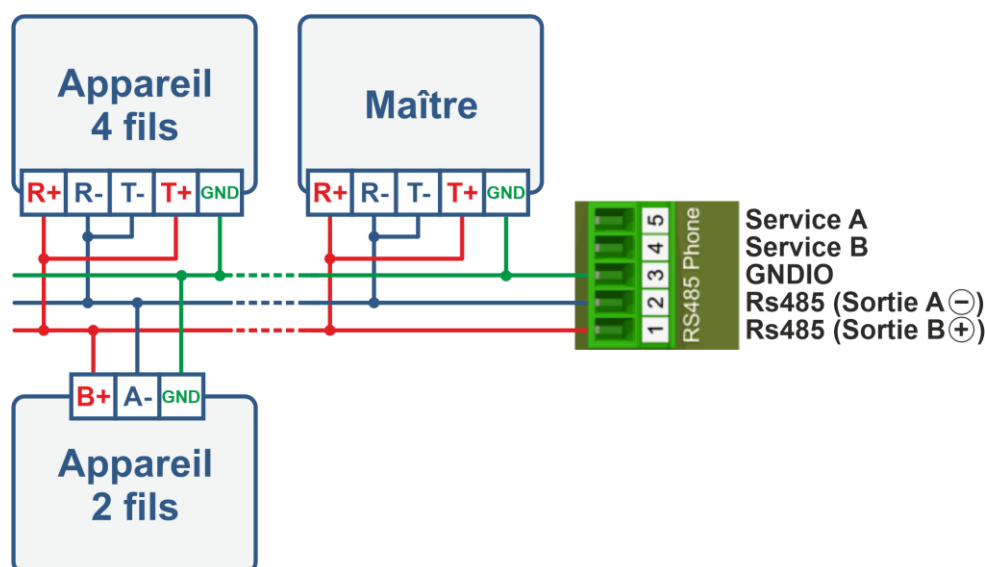 Appareil
4 fils
R+ R- T- T+ GND
Maître
R+ R- T- T+ GND
5 Service A
4 Service B
3 GNDIO
2 Rs485 (Sortie A-)
1 Rs485 (Sortie B+)
RS485 Phone
B+ A- GND
Appareil
2 fils